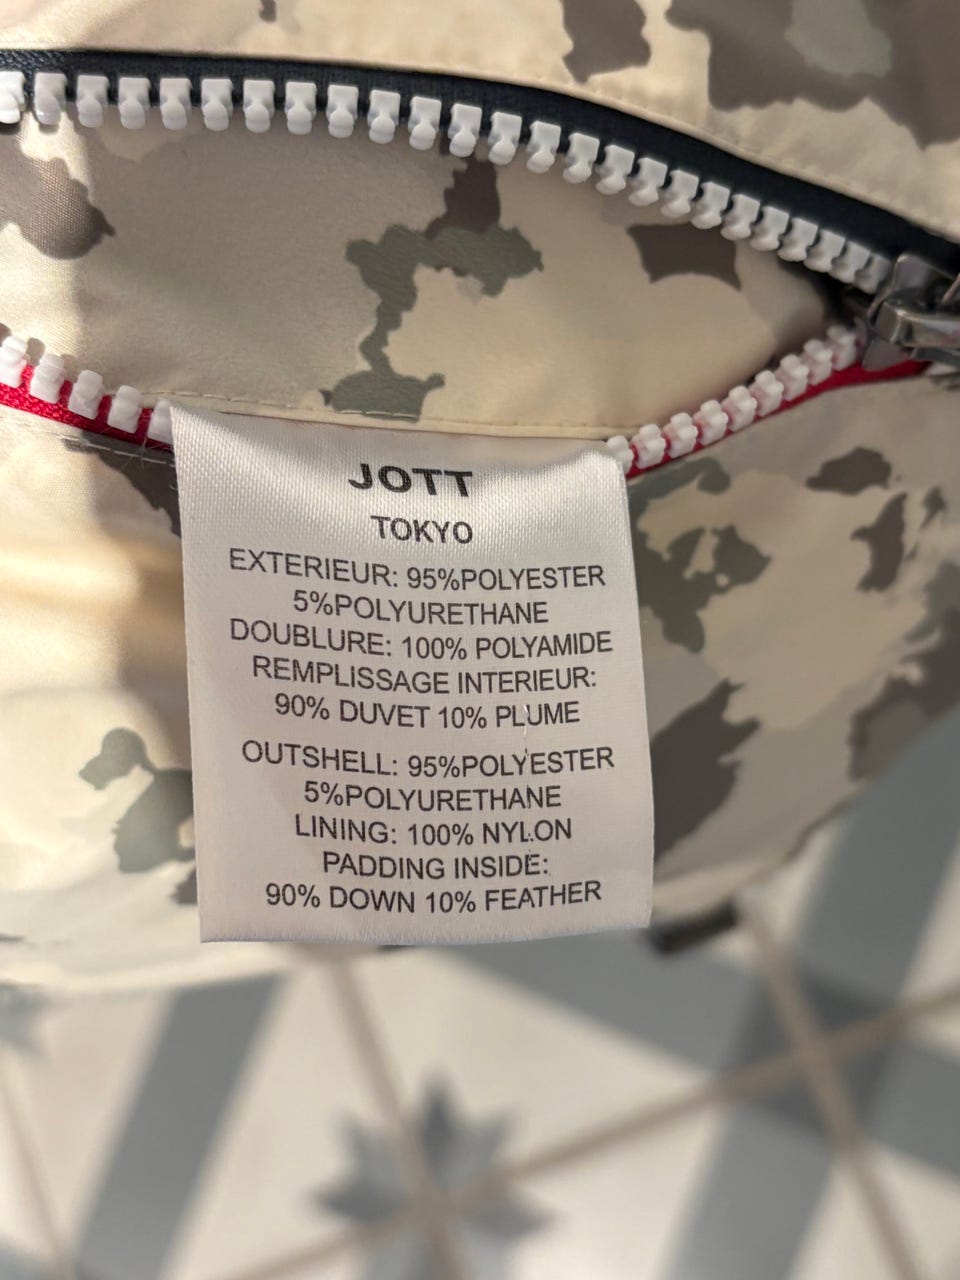 JOTT
TOKYO
EXTERIEUR: 95%POLYESTER
5%POLYURETHANE
DOUBLURE: 100% POLYAMIDE
REMPLISSAGE INTERIEUR:
90% DUVET 10% PLUME
OUTSHELL: 95%POLYESTER
5%POLYURETHANE
LINING: 100% NYLON
PADDING INSIDE:
90% DOWN 10% FEATHER